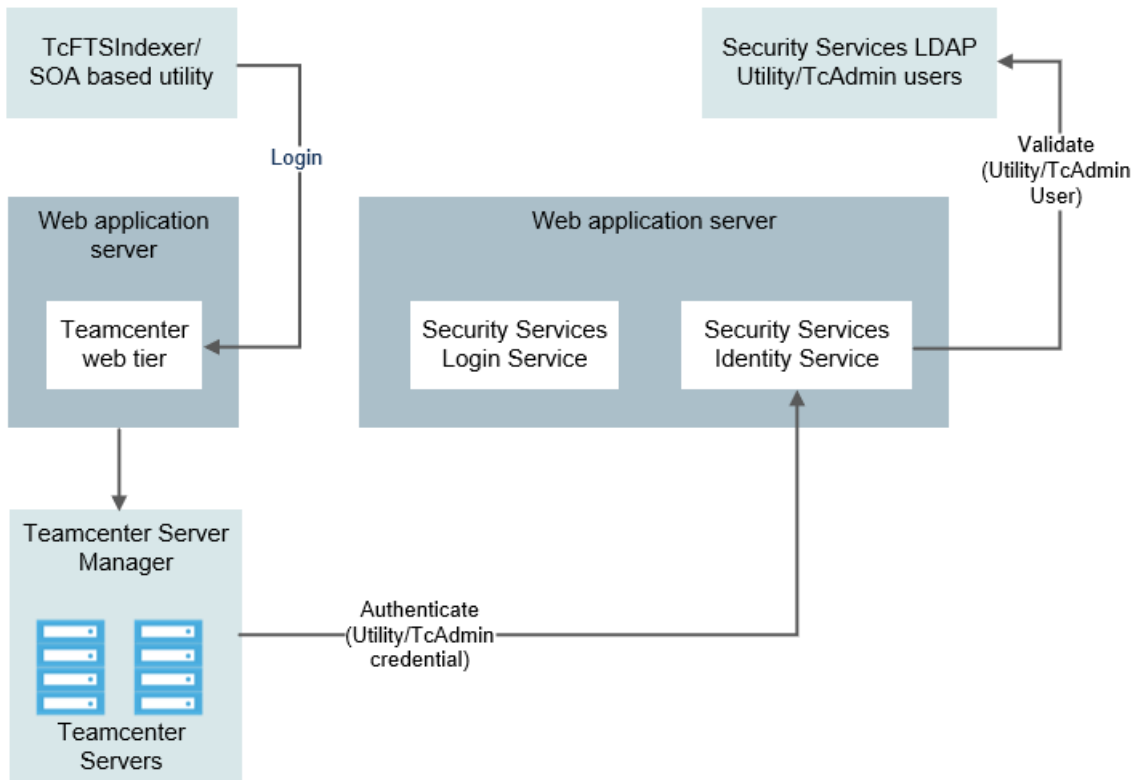 TcFTSIndexer/
SOA based utility
Security Services LDAP
Utility/TcAdmin users
Login
Validate
(Utility/TcAdmin
User)
Web application
server
Web application server
Teamcenter
web tier
Security Services
Login Service
Security Services
Identity Service
Teamcenter Server
Manager
Authenticate
(Utility/TcAdmin
credential)
Teamcenter
Servers